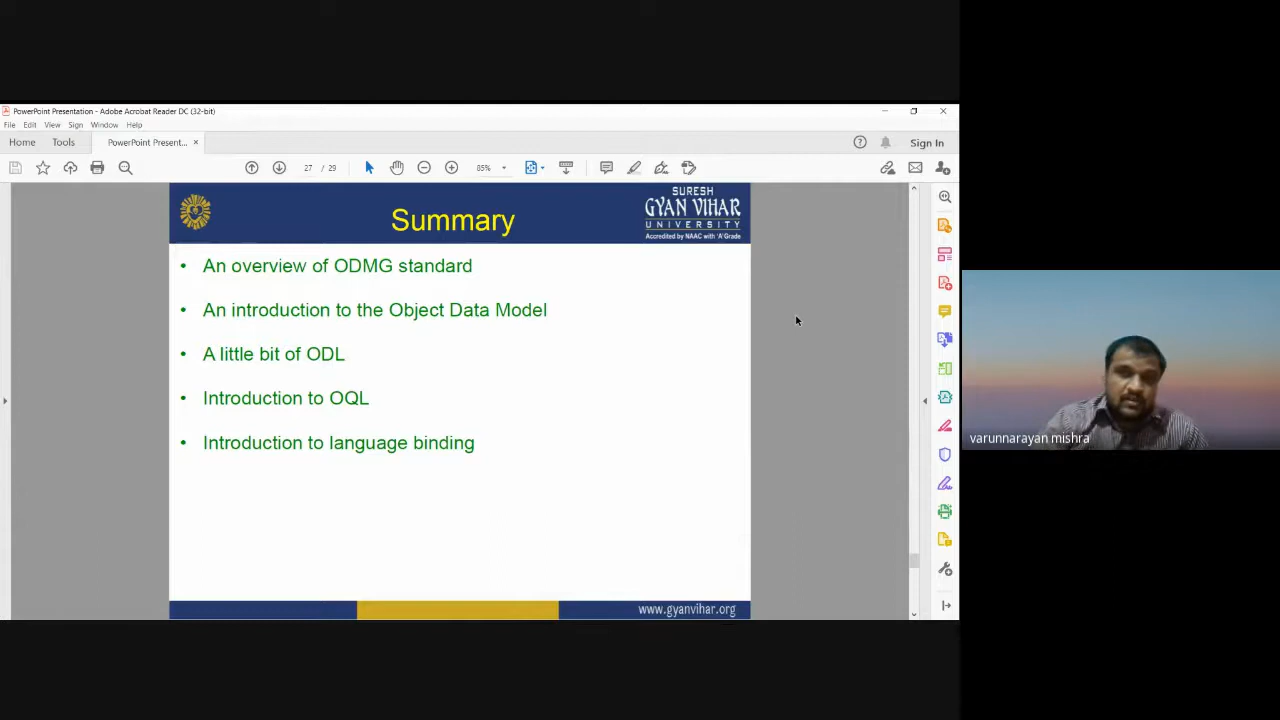 PowerPoint Presentation - Adobe Acrobat Reader DC (32-bit)
File Edit View Sign Window Help
Home Tools PowerPoint Present... × Sign In
27 / 29 85%
Summary
SURESH
GYAN VIHAR
UNIVERSITY
Accredited by NAAC with 'A' Grade
• An overview of ODMG standard
• An introduction to the Object Data Model
• A little bit of ODL
• Introduction to OQL
• Introduction to language binding
www.gyanvihar.org
varunnarayan mishra